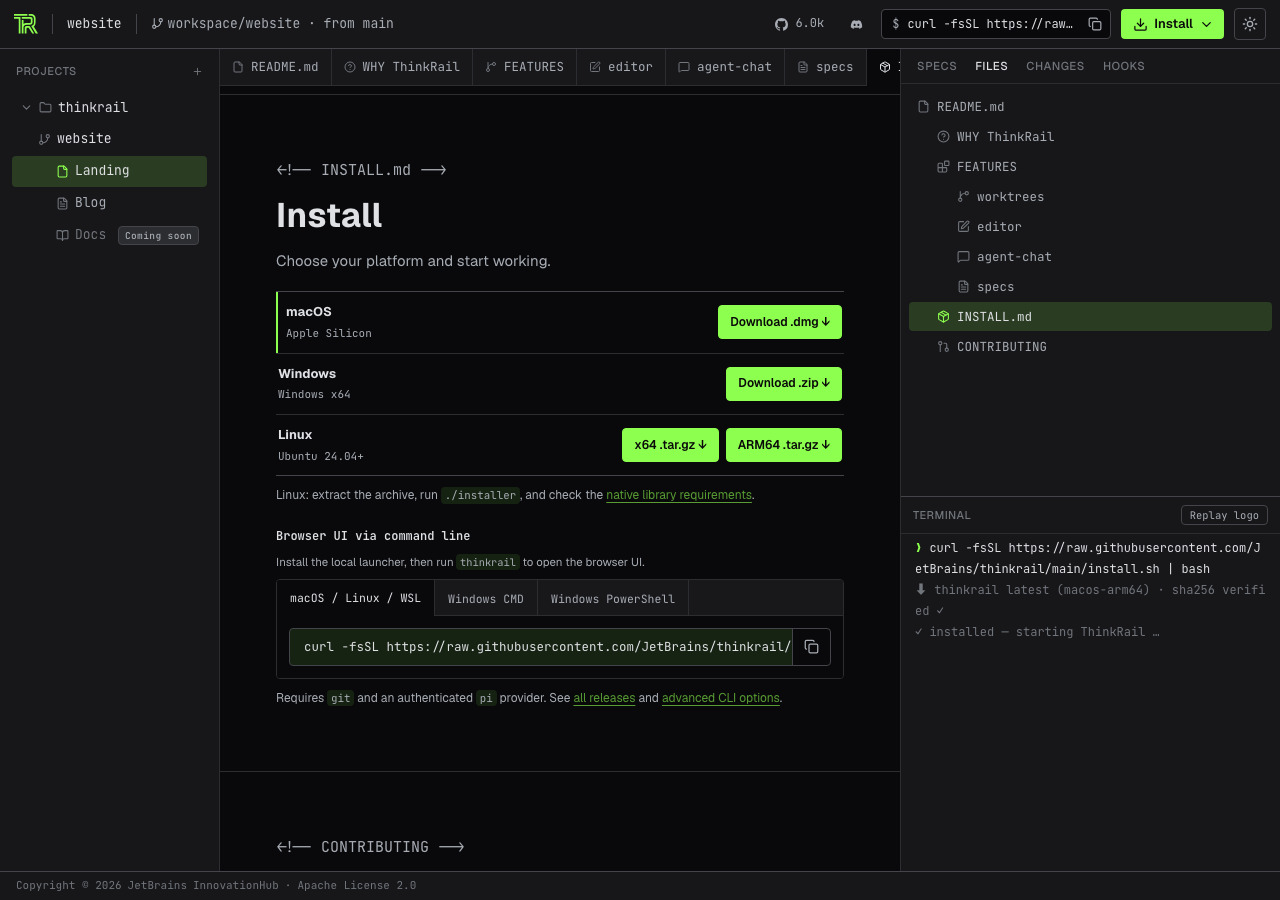 TR website workspace/website · from main 6.0k $ curl -fsSL https://raw… Install
PROJECTS +
thinkrail
website
Landing
Blog
Docs Coming soon
README.md WHY ThinkRail FEATURES editor agent-chat specs
<!-- INSTALL.md -->
Install
Choose your platform and start working.
macOS
Apple Silicon
Download .dmg ↓
Windows
Windows x64
Download .zip ↓
Linux
Ubuntu 24.04+
x64 .tar.gz ↓ ARM64 .tar.gz ↓
Linux: extract the archive, run ./installer, and check the native library requirements.
Browser UI via command line
Install the local launcher, then run thinkrail to open the browser UI.
macOS / Linux / WSL Windows CMD Windows PowerShell
curl -fsSL https://raw.githubusercontent.com/JetBrains/thinkrail/
Requires git and an authenticated pi provider. See all releases and advanced CLI options.
<!-- CONTRIBUTING -->
SPECS FILES CHANGES HOOKS
README.md
WHY ThinkRail
FEATURES
worktrees
editor
agent-chat
specs
INSTALL.md
CONTRIBUTING
TERMINAL Replay logo
❯ curl -fsSL https://raw.githubusercontent.com/J
etBrains/thinkrail/main/install.sh | bash
⬇ thinkrail latest (macos-arm64) · sha256 verifi
ed ✓
✓ installed — starting ThinkRail …
Copyright © 2026 JetBrains InnovationHub · Apache License 2.0